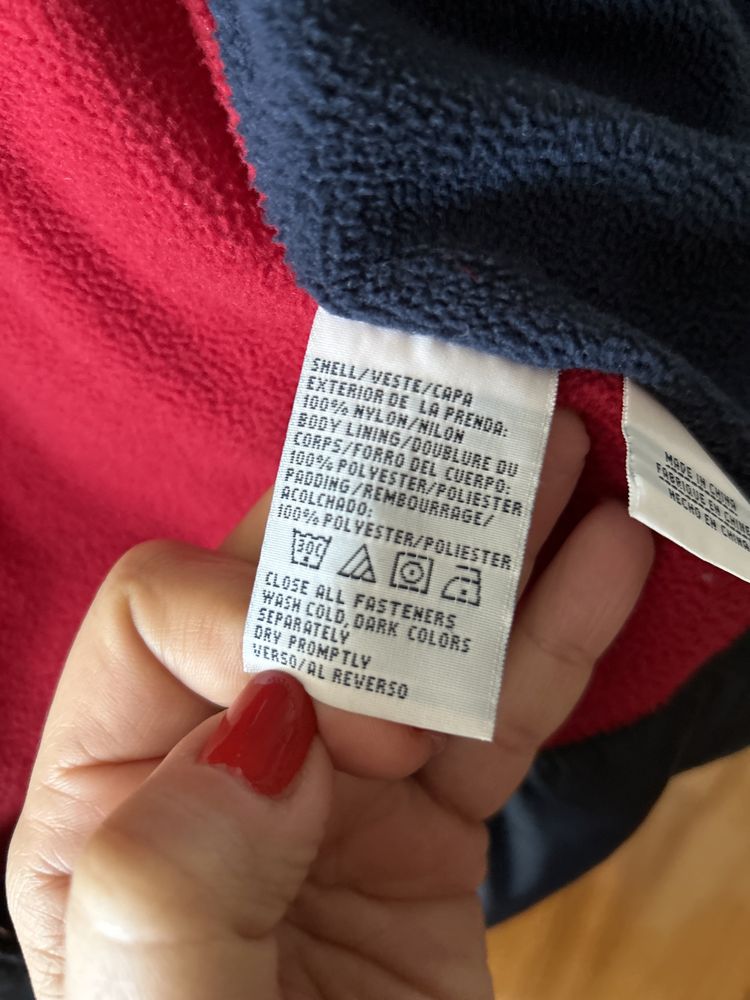 SHELL/VESTE/CAPA
EXTERIOR DE LA PRENDA:
100% NYLON/NILON
BODY LINING/DOUBLURE DU
CORPS/FORRO DEL CUERPO:
100% POLYESTER/POLIESTER
PADDING/REMBOURRAGE/
ACOLCHADO:
100% POLYESTER/POLIESTER
30C
CLOSE ALL FASTENERS
WASH COLD, DARK COLORS
SEPARATELY
DRY PROMPTLY
VERSO/AL REVERSO
MADE IN CHINA
FABRIQUE EN CHINE
HECHO EN CHINA